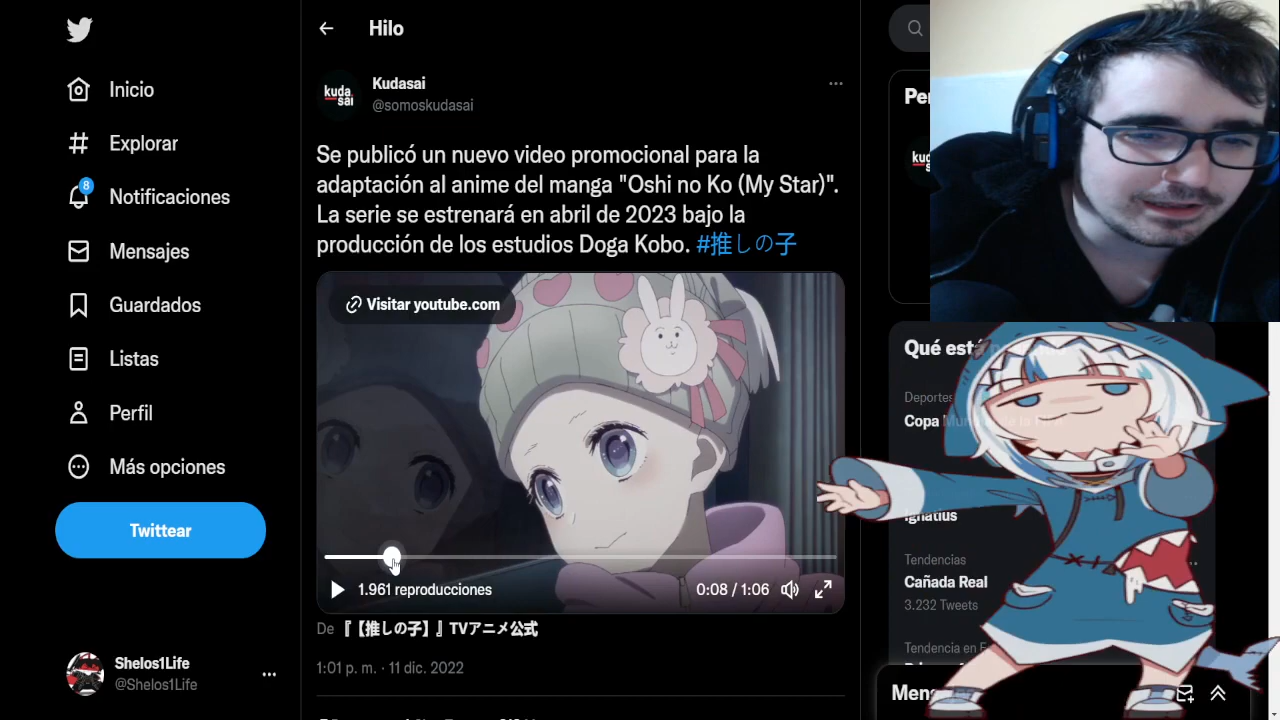 Hilo
Inicio
Explorar
8
Notificaciones
Mensajes
Guardados
Listas
Perfil
Más opciones
Twittear
Shelos1Life
@Shelos1Life
kuda
sai
Kudasai
@somoskudasai
Se publicó un nuevo video promocional para la
adaptación al anime del manga "Oshi no Ko (My Star)".
La serie se estrenará en abril de 2023 bajo la
producción de los estudios Doga Kobo. #推しの子
Visitar youtube.com
1.961 reproducciones
0:08 / 1:06
De 『【推しの子】』TVアニメ公式
1:01 p. m. · 11 dic. 2022
Qué está
Deportes
Copa
Ignatius
Tendencias
Cañada Real
3.232 Tweets
Tendencia en